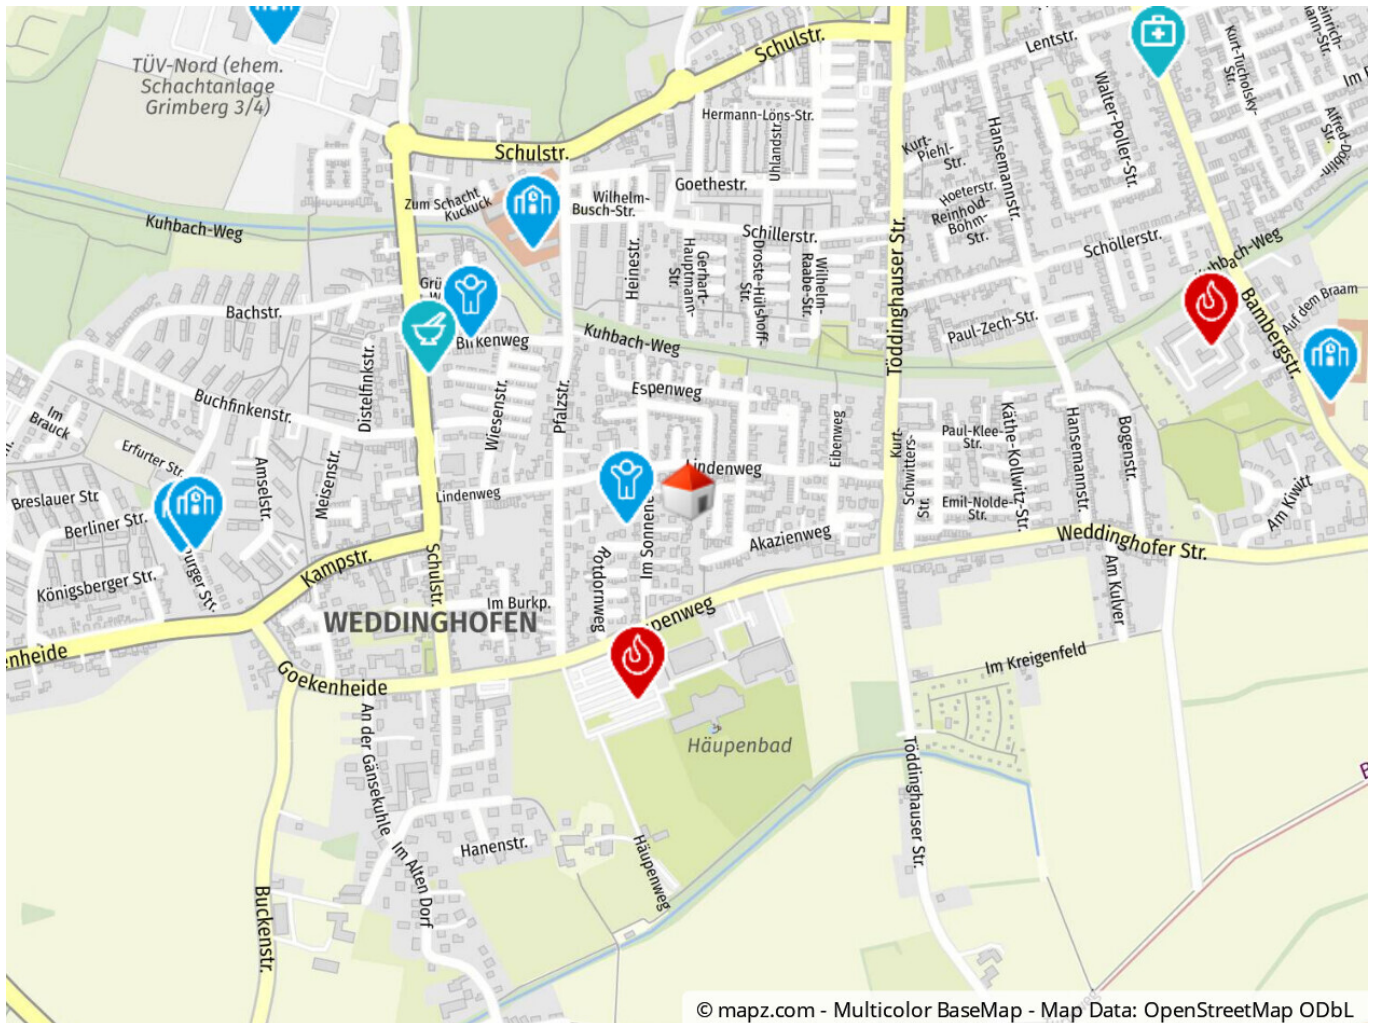 TÜV-Nord (ehem.
Schachtanlage
Grimberg 3/4)
Schulstr.
Lentstr.
Kurt-Tucholsky-
Str.
Walter-Poller-Str.
Alfred-Döblin-
Str.
Hermann-Löns-Str.
Uhlandstr.
Kurt-
Piehl-
Str.
Hansemannstr.
Schulstr.
Goethestr.
Zum Schacht
Kuckuck
Wilhelm-
Busch-Str.
Hoeterstr.
Reinhold-
Böhm-
Str.
Kuhbach-Weg
Schillerstr.
Schöllerstr.
Heinestr.
Gerhart-
Hauptmann-
Str.
Droste-Hülshoff-
Str.
Wilhelm-
Raabe-Str.
Töddinghauser Str.
Bachstr.
Birkenweg
Kuhbach-Weg
Paul-Zech-Str.
Bambergstr.
Auf dem Braam
Distelfinkstr.
Espenweg
Buchfinkenstr.
Wiesenstr.
Pfalzstr.
Im
Brauck
Erfurter Str.
Amselstr.
Meisenstr.
Lindenweg
Lindenweg
Eibenweg
Kurt-
Schwitters-
Str.
Paul-Klee-
Str.
Käthe-Kollwitz-Str.
Hansemannstr.
Bogenstr.
Emil-Nolde-
Str.
Am Kiwitt
Breslauer Str
Berliner Str.
Königsberger Str.
Kampstr.
Schulstr.
Rotdornweg
Akazienweg
Weddinghofer Str.
Im Burkp.
WEDDINGHOFEN
Am Kulver
Im Kreigenfeld
Goekenheide
An der Gänsekuhle
Häupenbad
Töddinghauser Str.
Hanenstr.
Im Alten Dorf
Häupenweg
Buckenstr.
© mapz.com - Multicolor BaseMap - Map Data: OpenStreetMap ODbL